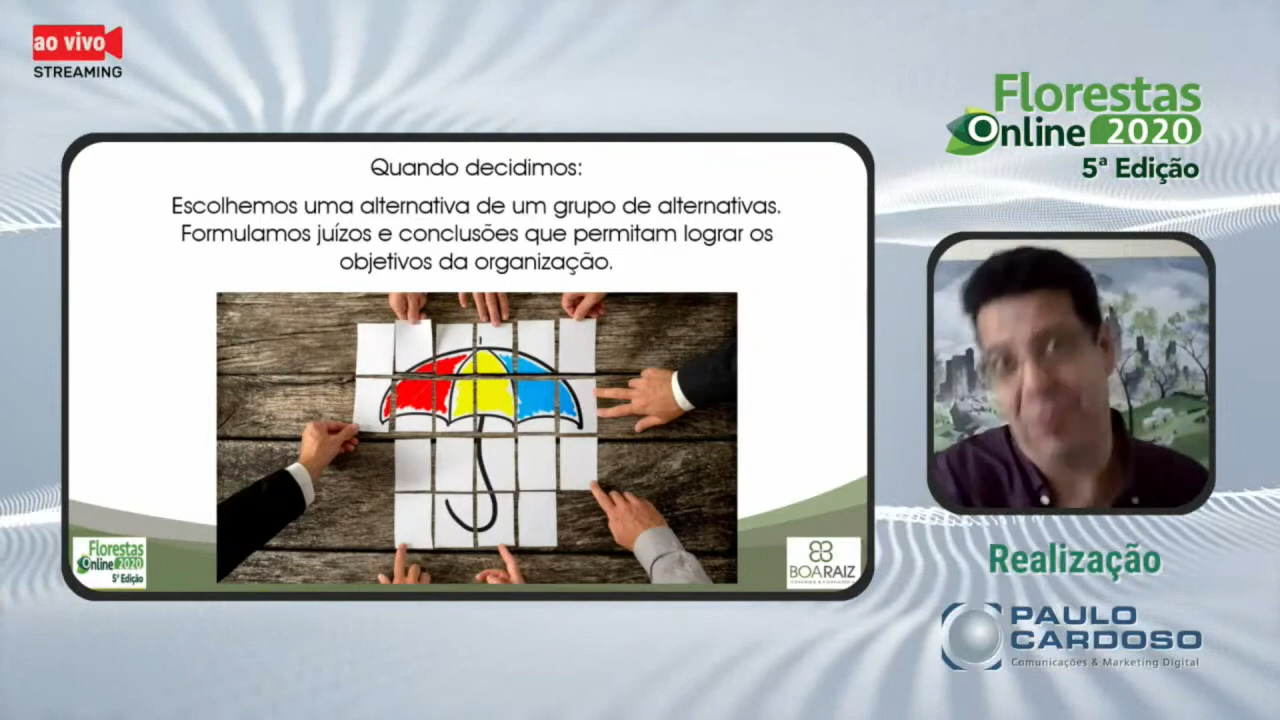 ao vivo
STREAMING
Florestas
Online 2020
5ª Edição
Quando decidimos:
Escolhemos uma alternativa de um grupo de alternativas.
Formulamos juízos e conclusões que permitam lograr os
objetivos da organização.
Florestas
Online 2020
5ª Edição
BOARAIZ
Realização
PAULO
CARDOSO
Comunicações & Marketing Digital